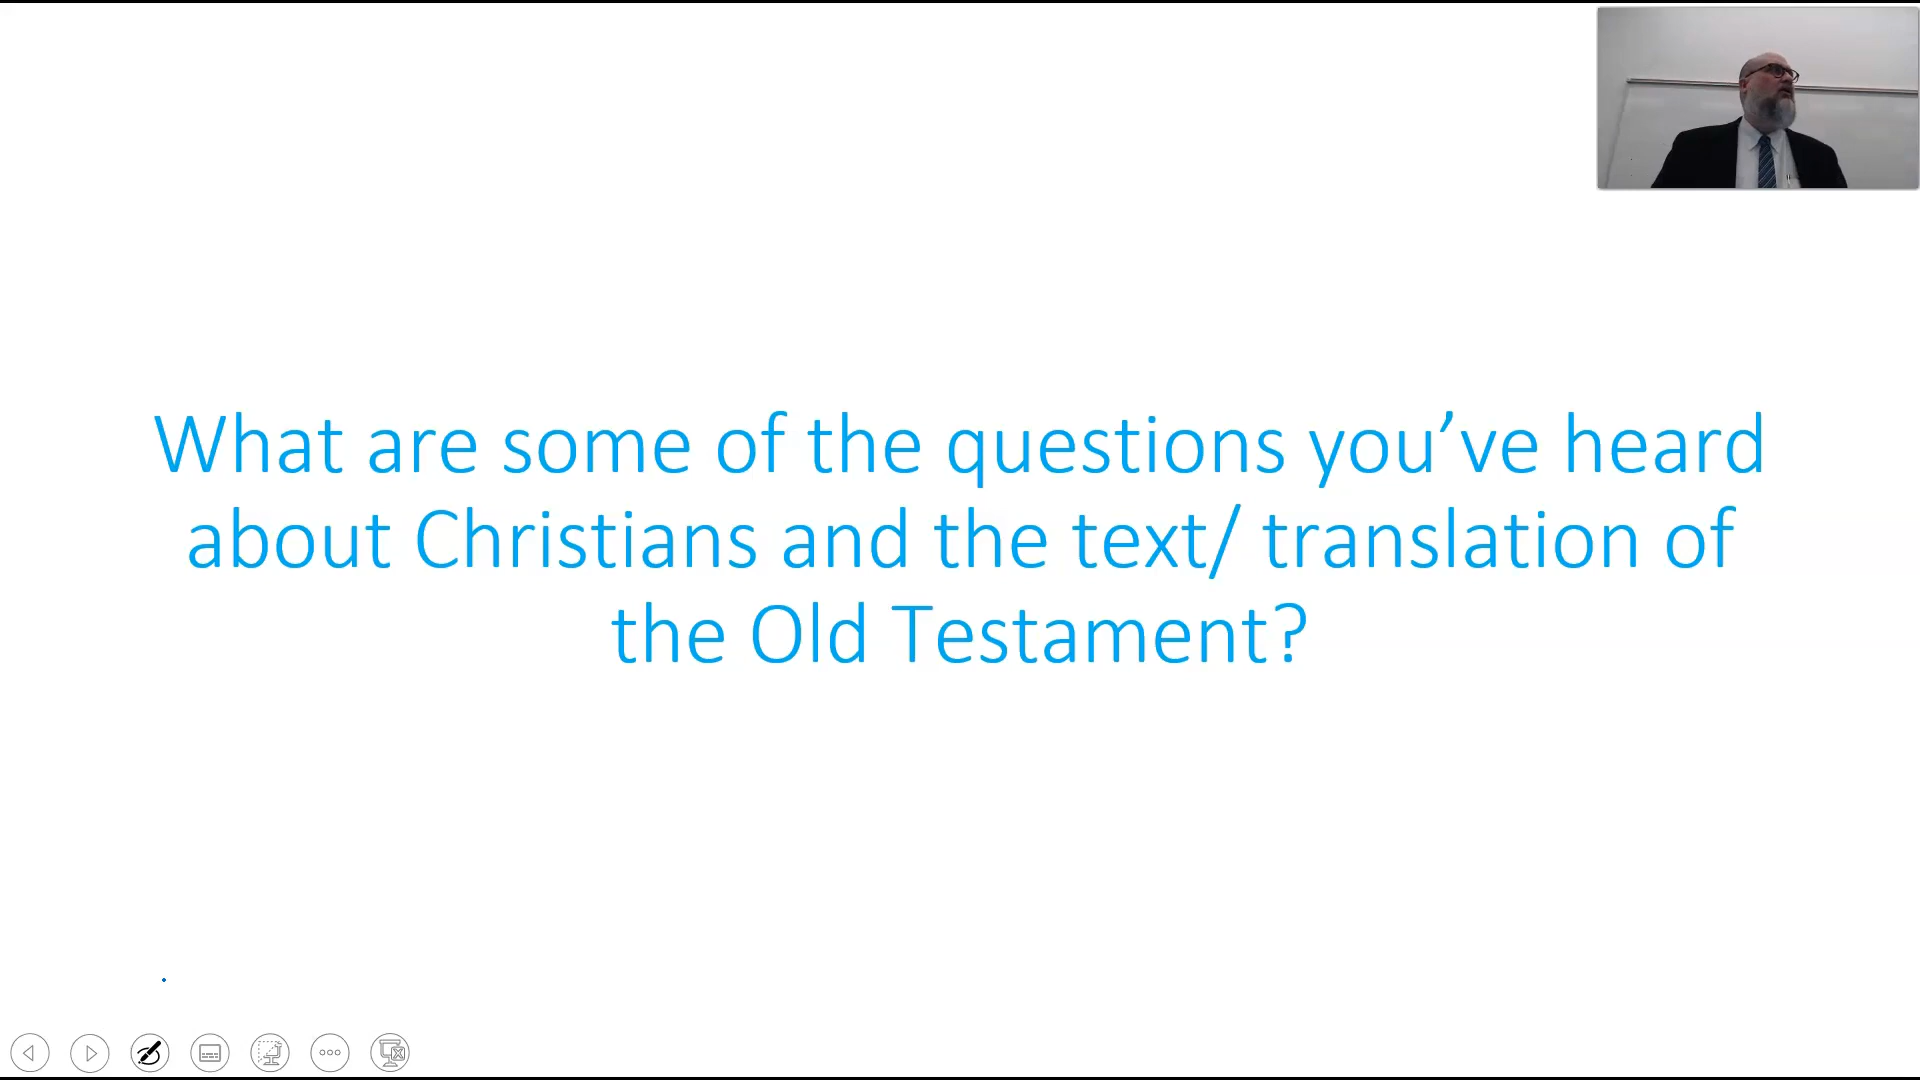 What are some of the questions you’ve heard
about Christians and the text/ translation of
the Old Testament?